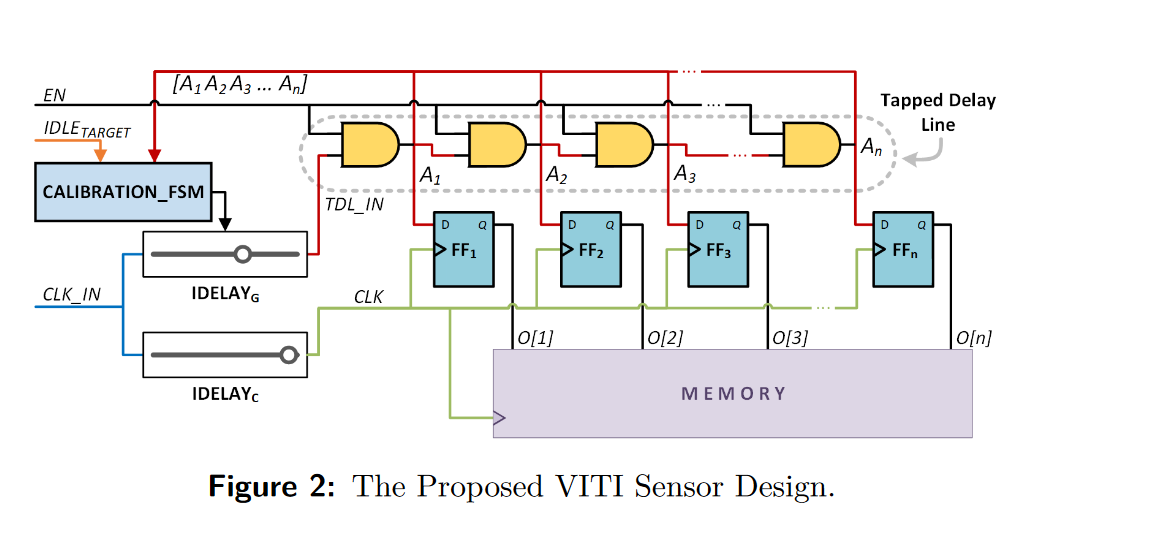 [A1 A2 A3 ... An]
EN
IDLETARGET
Tapped Delay
Line
An
CALIBRATION_FSM
A1
A2
A3
TDL_IN
D Q
FF1
D Q
FF2
D Q
FF3
D Q
FFn
IDELAYG
CLK_IN
CLK
O[1]
O[2]
O[3]
O[n]
IDELAYC
MEMORY
Figure 2: The Proposed VITI Sensor Design.